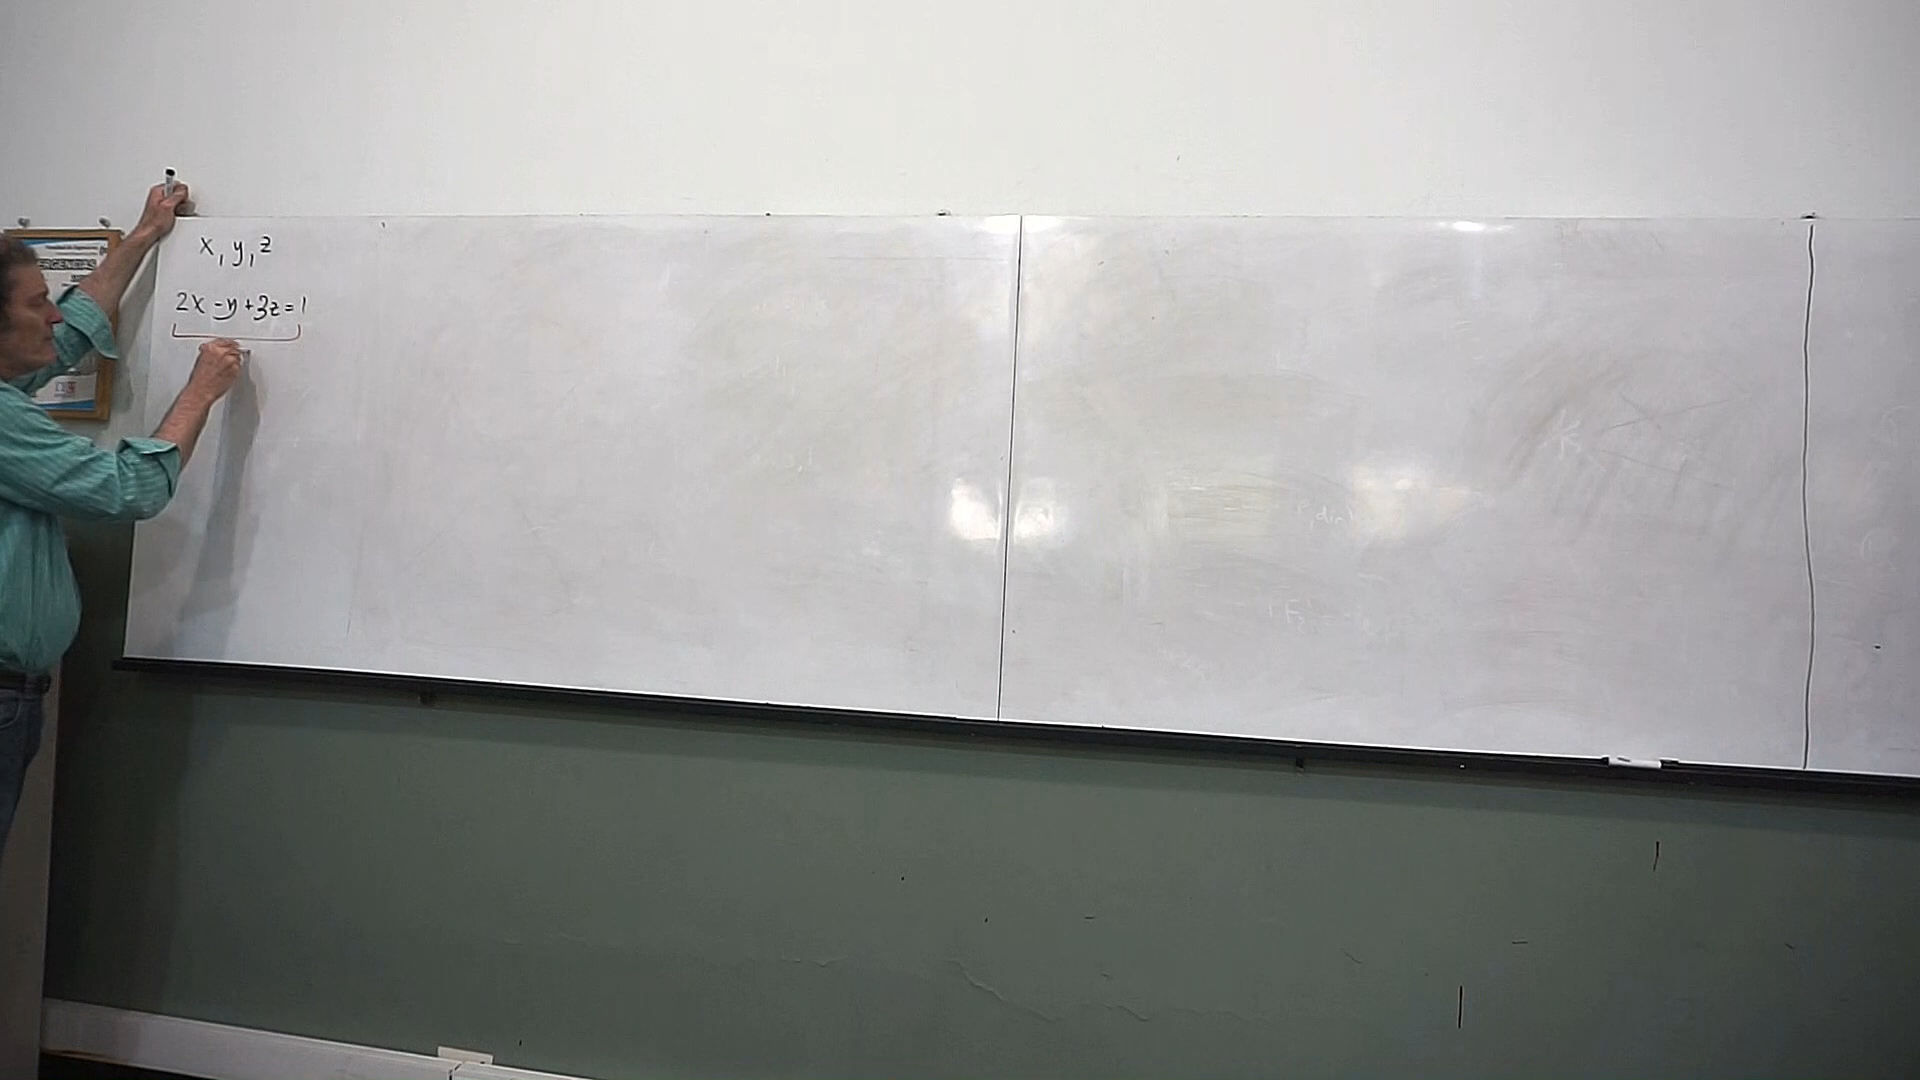 x, y, z
2x - y + 3z = 1